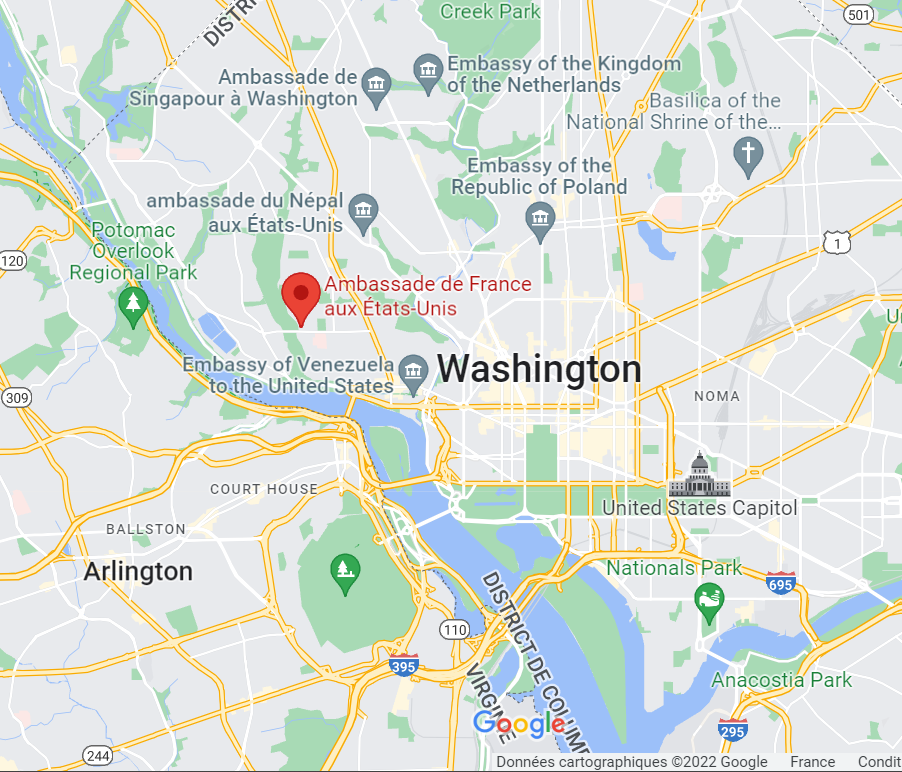 Creek Park
501
DISTRICT
Ambassade de
Singapour à Washington
Embassy of the Kingdom
of the Netherlands
Basilica of the
National Shrine of the...
Embassy of the
Republic of Poland
ambassade du Népal
aux États-Unis
Potomac
Overlook
Regional Park
120
1
Ambassade de France
aux États-Unis
Embassy of Venezuela
to the United States
Washington
309
NOMA
COURT HOUSE
United States Capitol
BALLSTON
Arlington
Nationals Park
695
110
395
DISTRICT DE COLUM
VIRGINIE
Anacostia Park
Google
295
244
Données cartographiques ©2022 Google
France
Condit